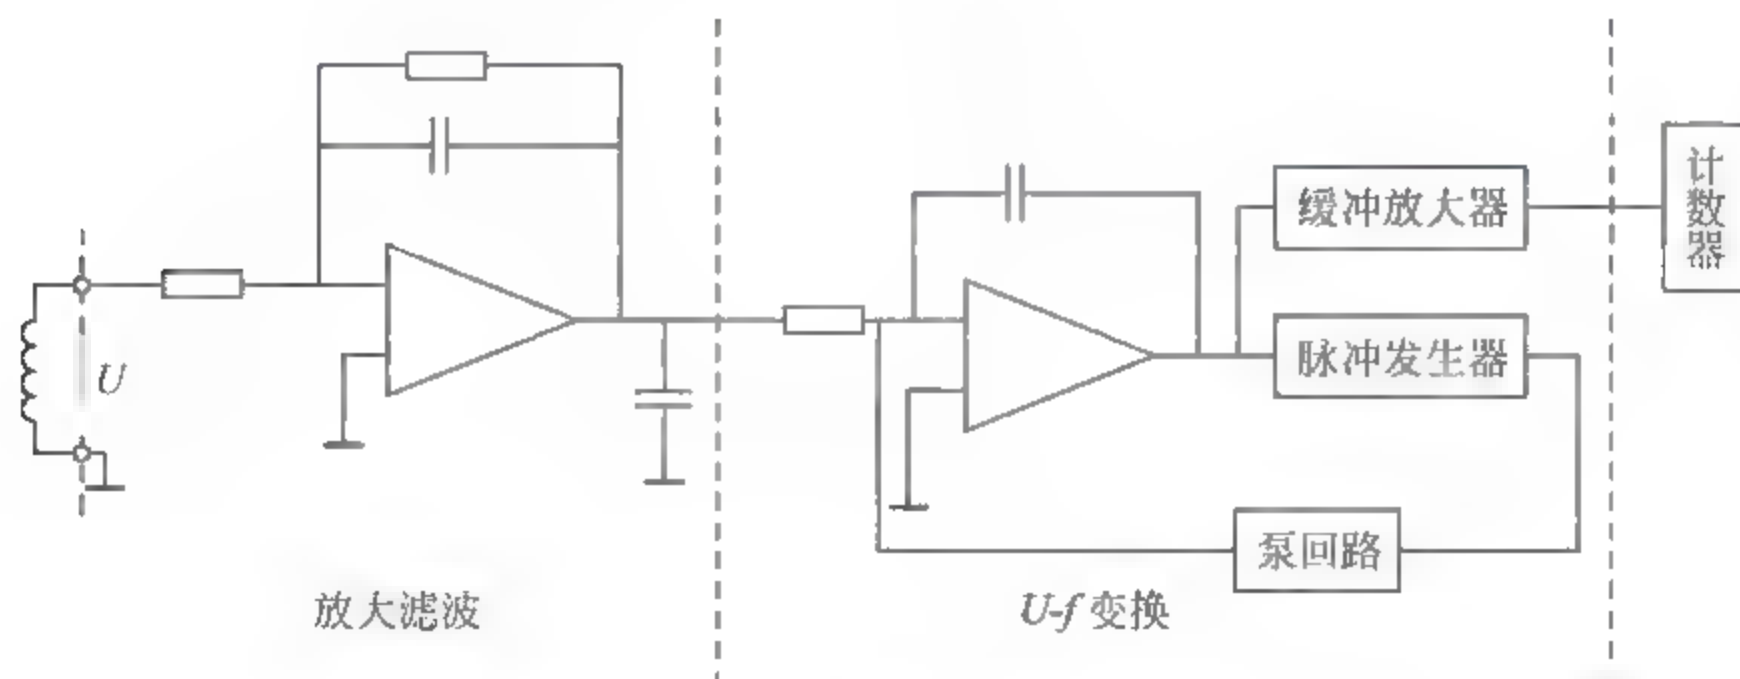 缓冲放大器
计数器
U
脉冲发生器
泵回路
放大滤波
U-f 变换